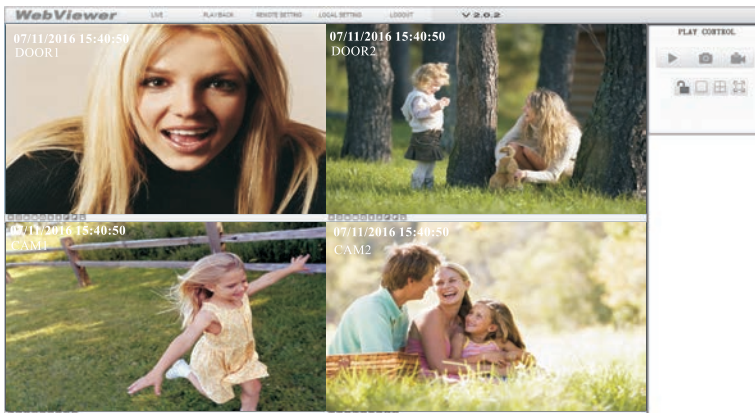 WebViewer LIVE PLAYBACK REMOTE SETTING LOCAL SETTING LOGOUT V 2.0.2
PLAY CONTROL
07/11/2016 15:40:50
DOOR1
07/11/2016 15:40:50
DOOR2
07/11/2016 15:40:50
CAM1
07/11/2016 15:40:50
CAM2